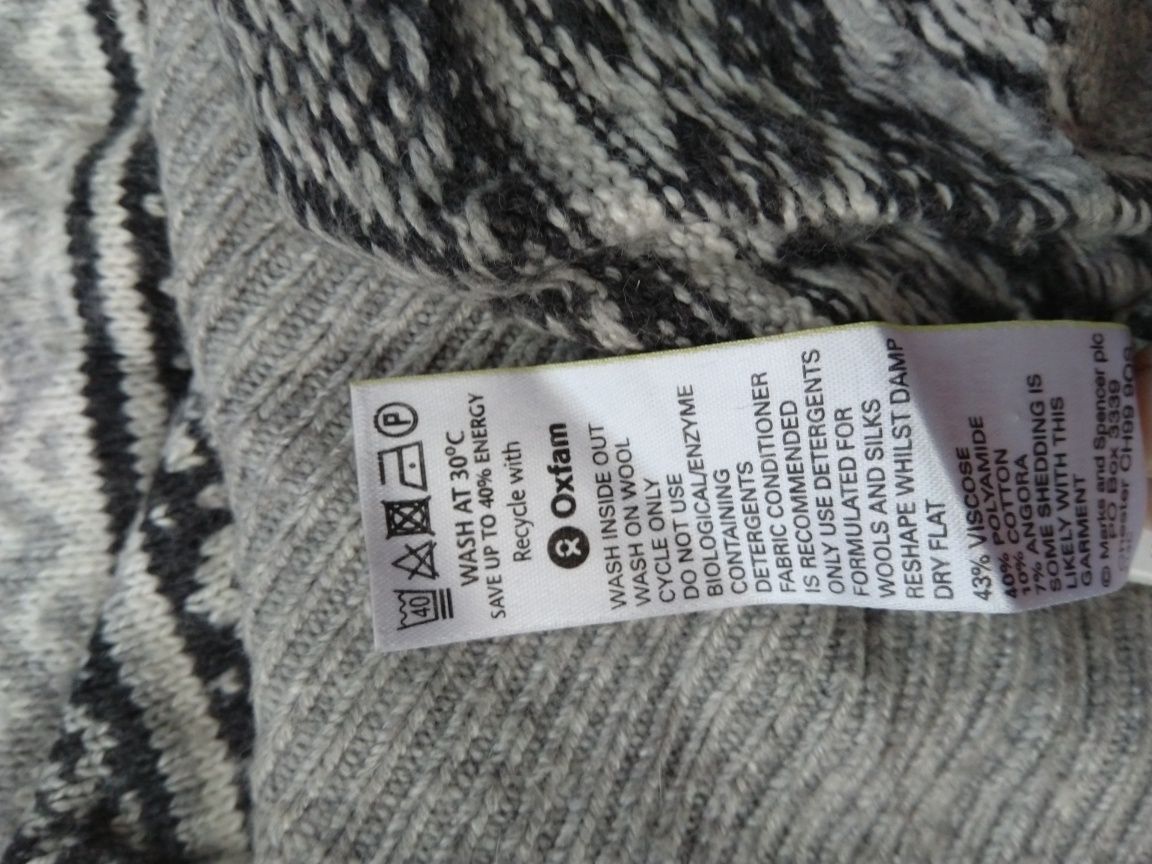 40 P
WASH AT 30°C
SAVE UP TO 40% ENERGY
Recycle with
Oxfam
WASH INSIDE OUT
WASH ON WOOL
CYCLE ONLY
DO NOT USE
BIOLOGICAL/ENZYME
CONTAINING
DETERGENTS
FABRIC CONDITIONER
IS RECOMMENDED
ONLY USE DETERGENTS
FORMULATED FOR
WOOLS AND SILKS
RESHAPE WHILST DAMP
DRY FLAT
43% VISCOSE
40% POLYAMIDE
10% COTTON
7% ANGORA
SOME SHEDDING IS
LIKELY WITH THIS
GARMENT
© Marks and Spencer plc
PO Box 3339
Chester CH99 9QS